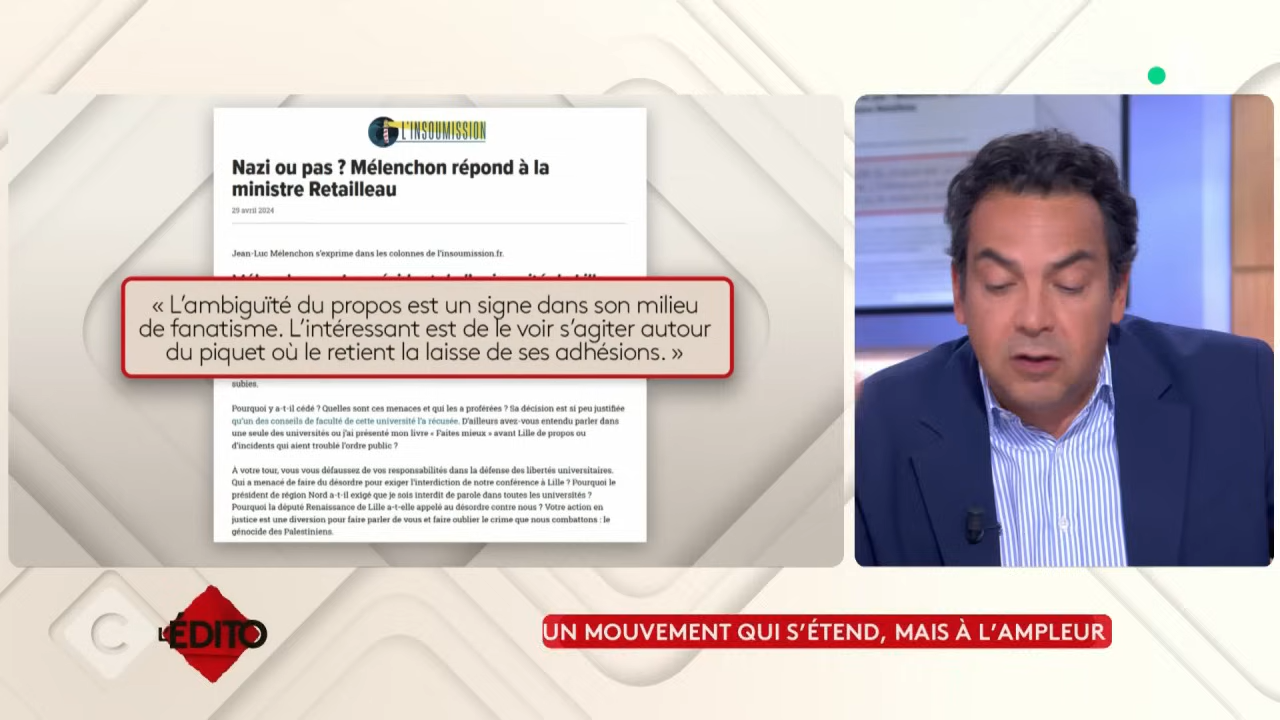 L'INSOUMISSION
Nazi ou pas ? Mélenchon répond à la
ministre Retailleau
29 avril 2024
Jean-Luc Mélenchon s'exprime dans les colonnes de l'insoumission.fr.
« L'ambiguïté du propos est un signe dans son milieu
de fanatisme. L'intéressant est de le voir s'agiter autour
du piquet où le retient la laisse de ses adhésions. »
subies.
Pourquoi y a-t-il cédé ? Quelles sont ces menaces et qui les a proférées ? Sa décision est si peu justifiée
qu'un des conseils de faculté de cette université l'a récusée. D'ailleurs avez-vous entendu parler dans
une seule des universités ou j'ai présenté mon livre « Faites mieux » avant Lille de propos ou
d'incidents qui aient troublé l'ordre public ?
À votre tour, vous vous défaussez de vos responsabilités dans la défense des libertés universitaires.
Qui a menacé de faire du désordre pour exiger l'interdiction de notre conférence à Lille ? Pourquoi le
président de région Nord a-t-il exigé que je sois interdit de parole dans toutes les universités ?
Pourquoi la député Renaissance de Lille a-t-elle appelé au désordre contre nous ? Votre action en
justice est une diversion pour faire parler de vous et faire oublier le crime que nous combattons : le
génocide des Palestiniens.
C
L'ÉDITO
UN MOUVEMENT QUI S'ÉTEND, MAIS À L'AMPLEUR